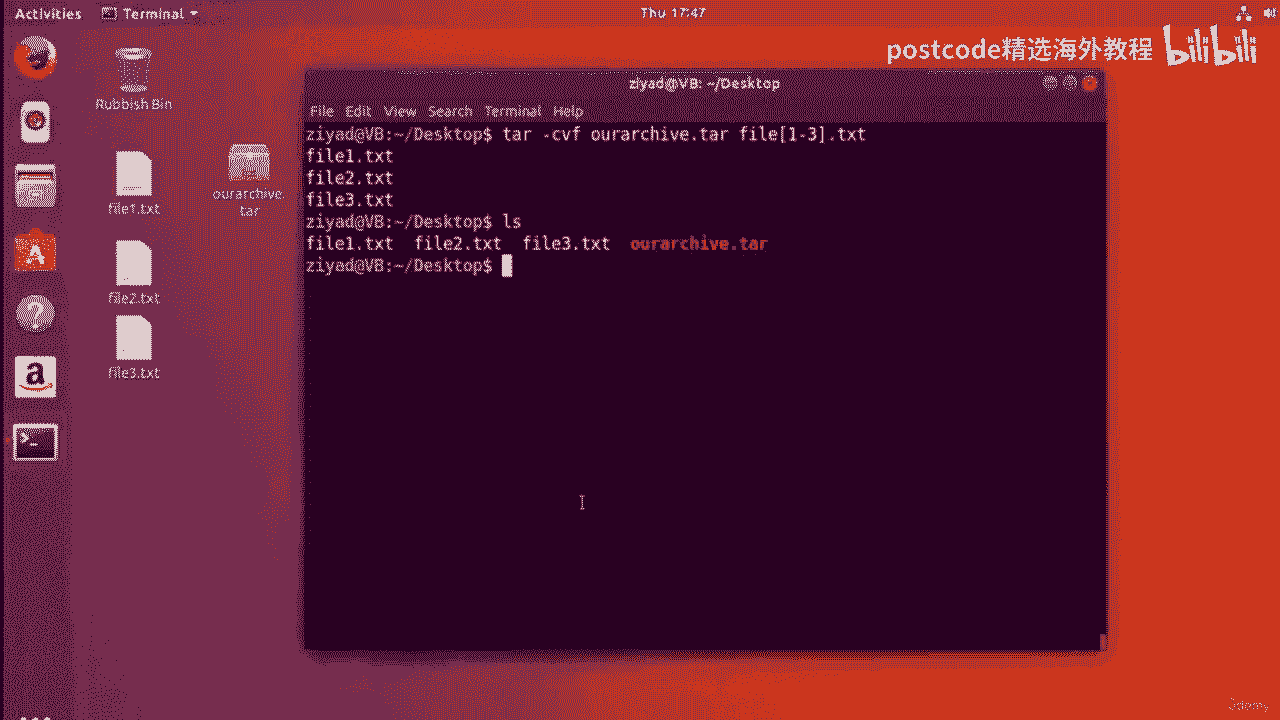 Activities
Terminal
Thu 17:47
postcode精选海外教程 bilibili
Rubbish Bin
file1.txt
ourarchive.
tar
file2.txt
file3.txt
a
ziyad@VB: ~/Desktop
File Edit View Search Terminal Help
ziyad@VB:~/Desktop$ tar -cvf ourarchive.tar file[1-3].txt
file1.txt
file2.txt
file3.txt
ziyad@VB:~/Desktop$ ls
file1.txt file2.txt file3.txt ourarchive.tar
ziyad@VB:~/Desktop$
Udemy